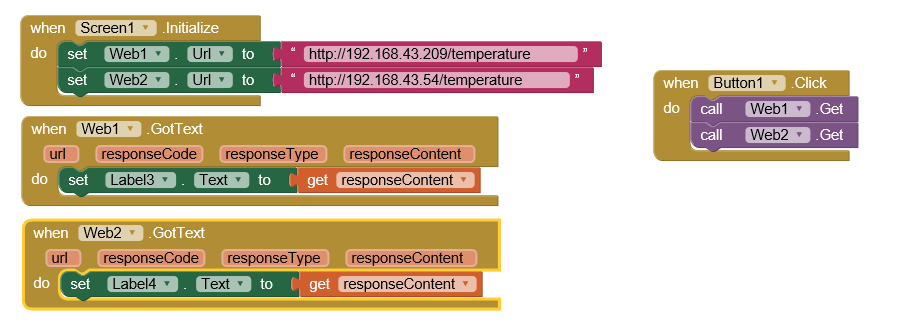 when Screen1 .Initialize
do set Web1 . Url to “ http://192.168.43.209/temperature ”
set Web2 . Url to “ http://192.168.43.54/temperature ”
when Button1 .Click
do call Web1 .Get
call Web2 .Get
when Web1 .GotText
url responseCode responseType responseContent
do set Label3 . Text to get responseContent
when Web2 .GotText
url responseCode responseType responseContent
do set Label4 . Text to get responseContent